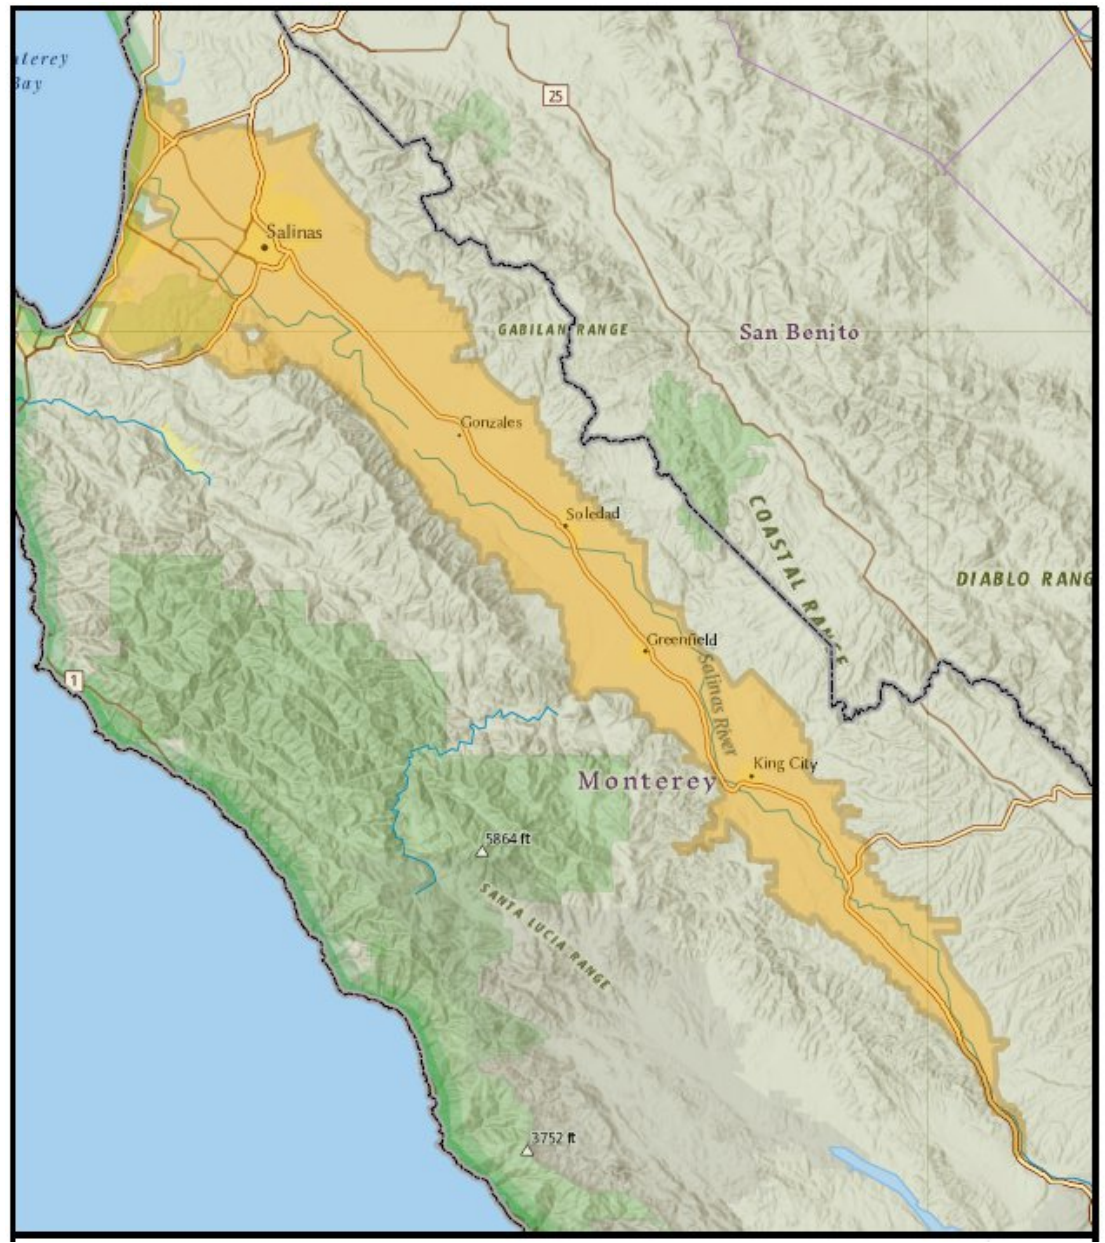 25
nterey
Bay
Salinas
GABILAN RANGE
San Benito
Gonzales
Soledad
COASTAL RANGE
DIABLO RANG
Greenfield
Salinas River
1
King City
Monterey
5864 ft
SANTA LUCIA RANGE
3752 ft